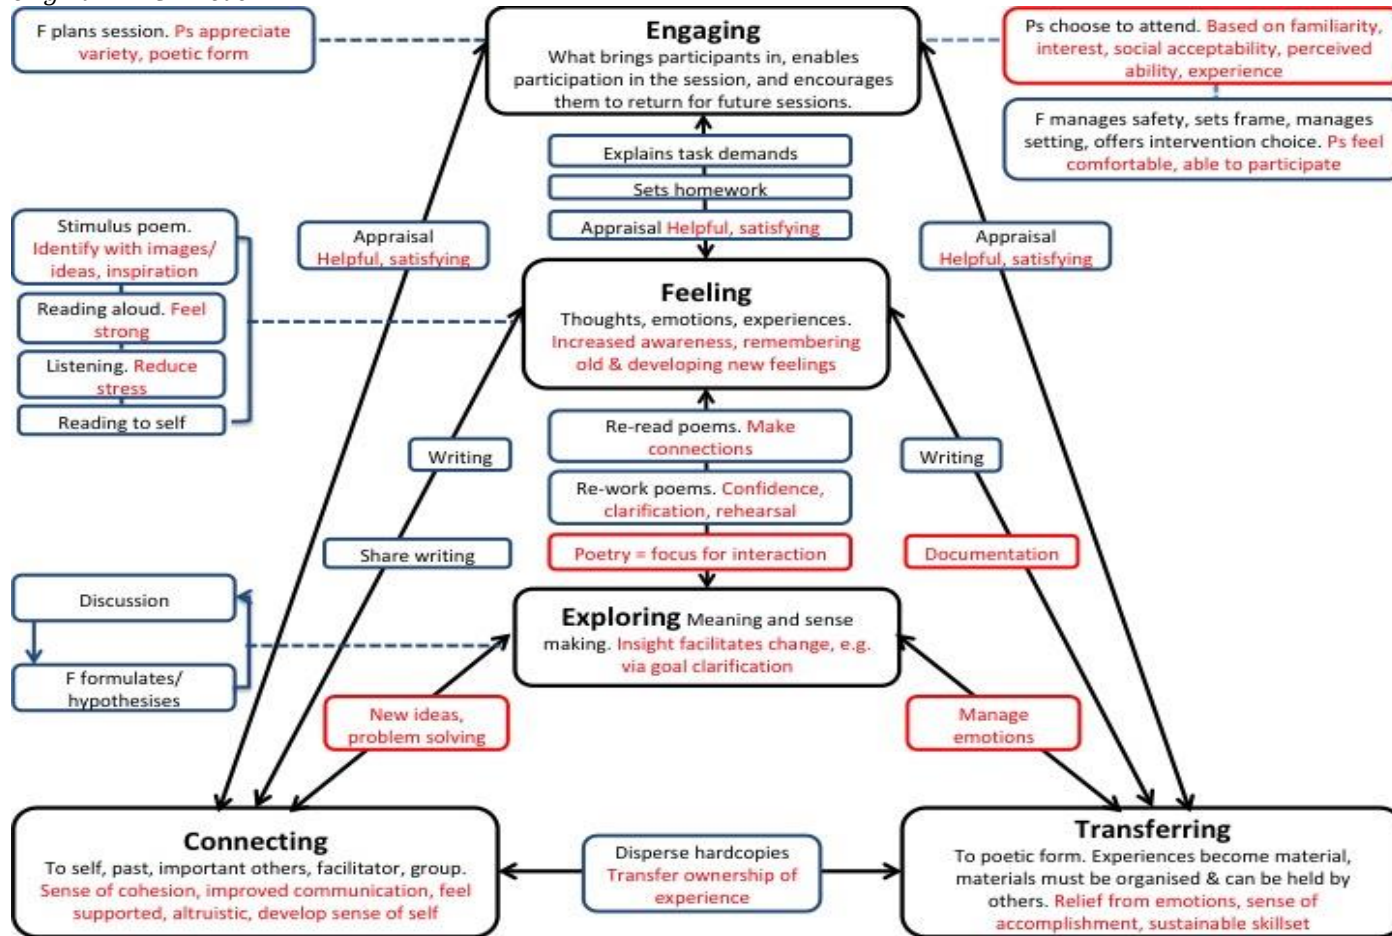 F plans session. Ps appreciate
variety, poetic form
Engaging
What brings participants in, enables
participation in the session, and encourages
them to return for future sessions.
Ps choose to attend. Based on familiarity,
interest, social acceptability, perceived
ability, experience
F manages safety, sets frame, manages
setting, offers intervention choice. Ps feel
comfortable, able to participate
Explains task demands
Sets homework
Appraisal Helpful, satisfying
Appraisal
Helpful, satisfying
Appraisal
Helpful, satisfying
Stimulus poem.
Identify with images/
ideas, inspiration
Reading aloud. Feel
strong
Listening. Reduce
stress
Reading to self
Feeling
Thoughts, emotions, experiences.
Increased awareness, remembering
old & developing new feelings
Re-read poems. Make
connections
Re-work poems. Confidence,
clarification, rehearsal
Poetry = focus for interaction
Writing
Share writing
Writing
Documentation
Discussion
F formulates/
hypothesises
Exploring Meaning and sense
making. Insight facilitates change, e.g.
via goal clarification
New ideas,
problem solving
Manage
emotions
Connecting
To self, past, important others, facilitator, group.
Sense of cohesion, improved communication, feel
supported, altruistic, develop sense of self
Disperse hardcopies
Transfer ownership of
experience
Transferring
To poetic form. Experiences become material,
materials must be organised & can be held by
others. Relief from emotions, sense of
accomplishment, sustainable skillset